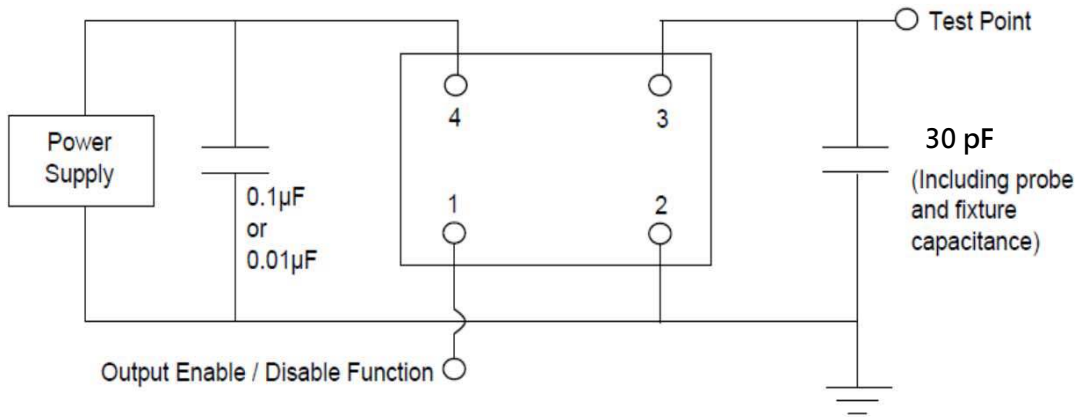 Test Point
4
3
Power
Supply
30 pF
(Including probe
and fixture
capacitance)
0.1µF
or
0.01µF
1
2
Output Enable / Disable Function